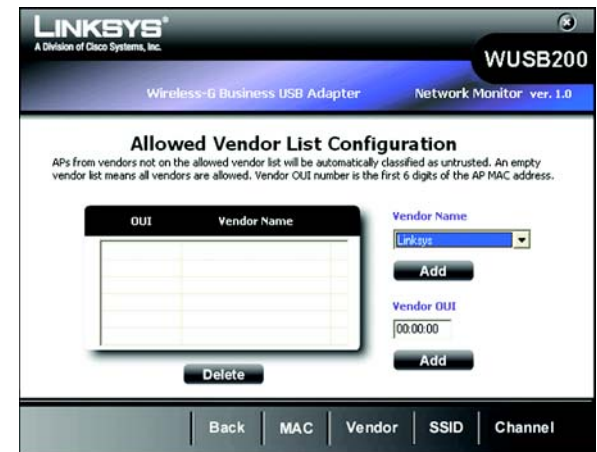 LINKSYS®
A Division of Cisco Systems, Inc.
WUSB200
Wireless-G Business USB Adapter
Network Monitor ver. 1.0
Allowed Vendor List Configuration
APs from vendors not on the allowed vendor list will be automatically classified as untrusted. An empty
vendor list means all vendors are allowed. Vendor OUI number is the first 6 digits of the AP MAC address.
OUI Vendor Name
Vendor Name
Linksys
Add
Vendor OUI
00:00:00
Add
Delete
Back MAC Vendor SSID Channel